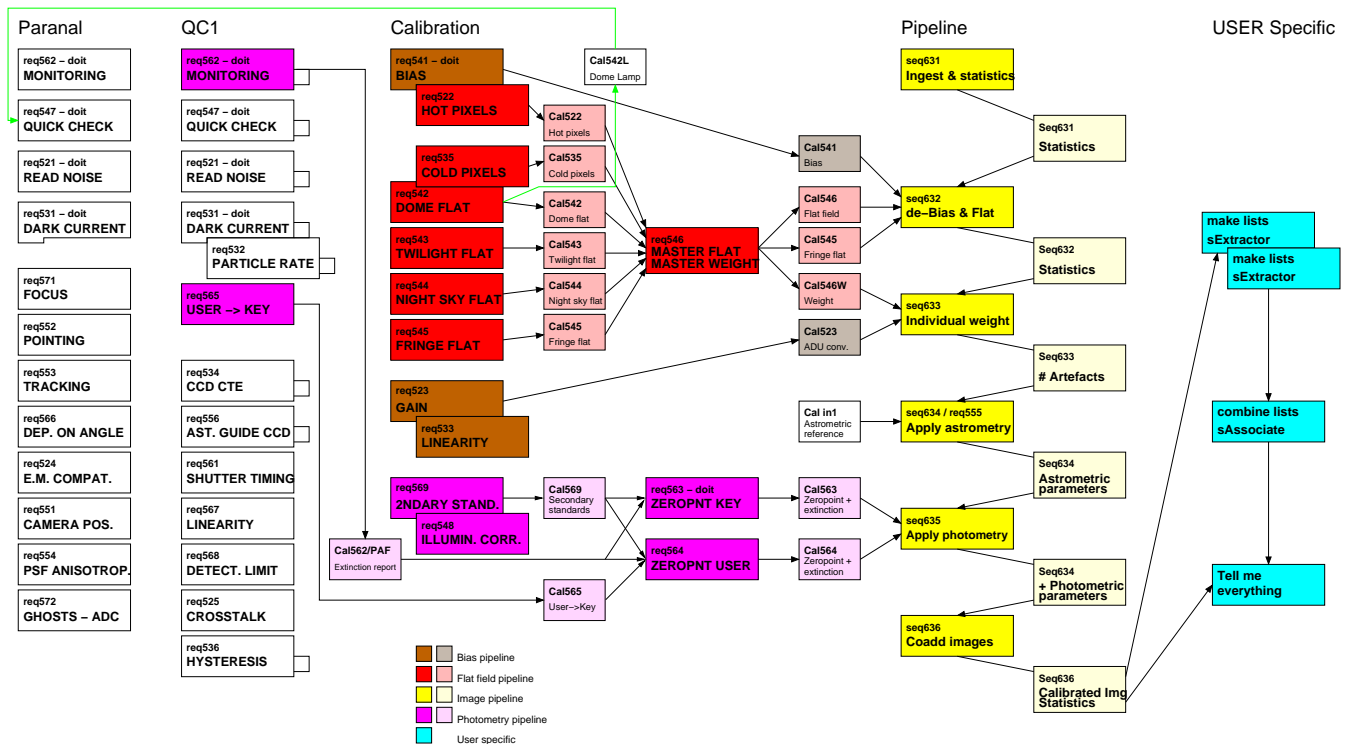 Paranal
req562 – doit
MONITORING
req547 – doit
QUICK CHECK
req521 – doit
READ NOISE
req531 – doit
DARK CURRENT
req571
FOCUS
req552
POINTING
req553
TRACKING
req566
DEP. ON ANGLE
req524
E.M. COMPAT.
req551
CAMERA POS.
req554
PSF ANISOTROP.
req572
GHOSTS – ADC
QC1
req562 – doit
MONITORING
req547 – doit
QUICK CHECK
req521 – doit
READ NOISE
req531 – doit
DARK CURRENT
req532
PARTICLE RATE
req565
USER –> KEY
req534
CCD CTE
req556
AST. GUIDE CCD
req561
SHUTTER TIMING
req567
LINEARITY
req568
DETECT. LIMIT
req525
CROSSTALK
req536
HYSTERESIS
Calibration
req541 – doit
BIAS
req522
HOT PIXELS
req535
COLD PIXELS
req542
DOME FLAT
req543
TWILIGHT FLAT
req544
NIGHT SKY FLAT
req545
FRINGE FLAT
req523
GAIN
req533
LINEARITY
req569
2NDARY STAND.
req548
ILLUMIN. CORR.
Cal562/PAF
Extinction report
Cal542L
Dome Lamp
Cal522
Hot pixels
Cal535
Cold pixels
Cal542
Dome flat
Cal543
Twilight flat
Cal544
Night sky flat
Cal545
Fringe flat
Cal569
Secondary
standards
Cal565
User–>Key
req546
MASTER FLAT
MASTER WEIGHT
req563 – doit
ZEROPNT KEY
req564
ZEROPNT USER
Cal541
Bias
Cal546
Flat field
Cal545
Fringe flat
Cal546W
Weight
Cal523
ADU conv.
Cal in1
Astrometric
reference
Cal563
Zeropoint +
extinction
Cal564
Zeropoint +
extinction
Pipeline
seq631
Ingest & statistics
Seq631
Statistics
seq632
de–Bias & Flat
Seq632
Statistics
seq633
Individual weight
Seq633
# Artefacts
seq634 / req555
Apply astrometry
Seq634
Astrometric
parameters
seq635
Apply photometry
Seq634
+ Photometric
parameters
seq636
Coadd images
Seq636
Calibrated Img
Statistics
USER Specific
make lists
sExtractor
make lists
sExtractor
combine lists
sAssociate
Tell me
everything
Bias pipeline
Flat field pipeline
Image pipeline
Photometry pipeline
User specific